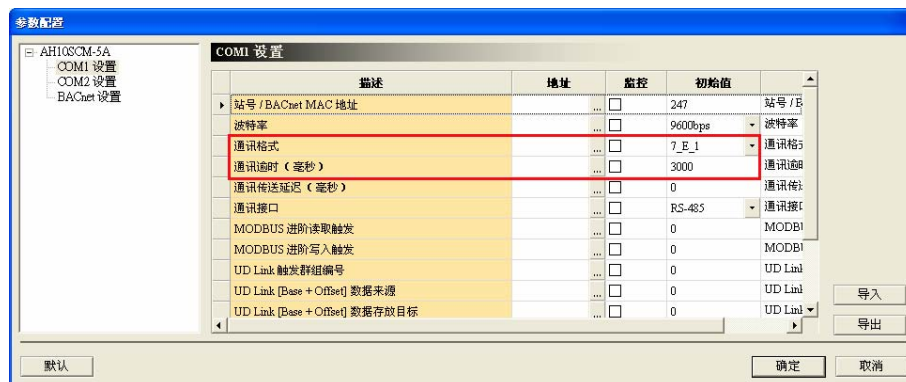 参数配置
AH10SCM-5A
COM1 设置
COM2 设置
BACnet 设置
COM1 设置
描述 地址 监控 初始值
站号 / BACnet MAC 地址 ... 247 站号 / B
波特率 ... 9600bps 波特率
通讯格式 ... 7_E_1 通讯格式
通讯逾时（毫秒） ... 3000 通讯逾时
通讯传送延迟（毫秒） ... 0 通讯传送
通讯接口 ... RS-485 通讯接口
MODBUS 进阶读取触发 ... 0 MODBU
MODBUS 进阶写入触发 ... 0 MODBU
UD Link 触发群组编号 ... 0 UD Link
UD Link [Base + Offset] 数据来源 ... 0 UD Link
UD Link [Base + Offset] 数据存放目标 ... 0 UD Link
导入
导出
默认 确定 取消